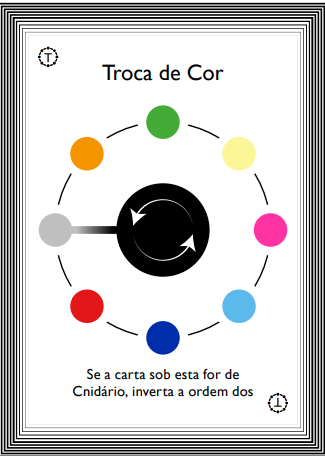 T
Troca de Cor
Se a carta sob esta for de
Cnidário, inverta a ordem dos
T